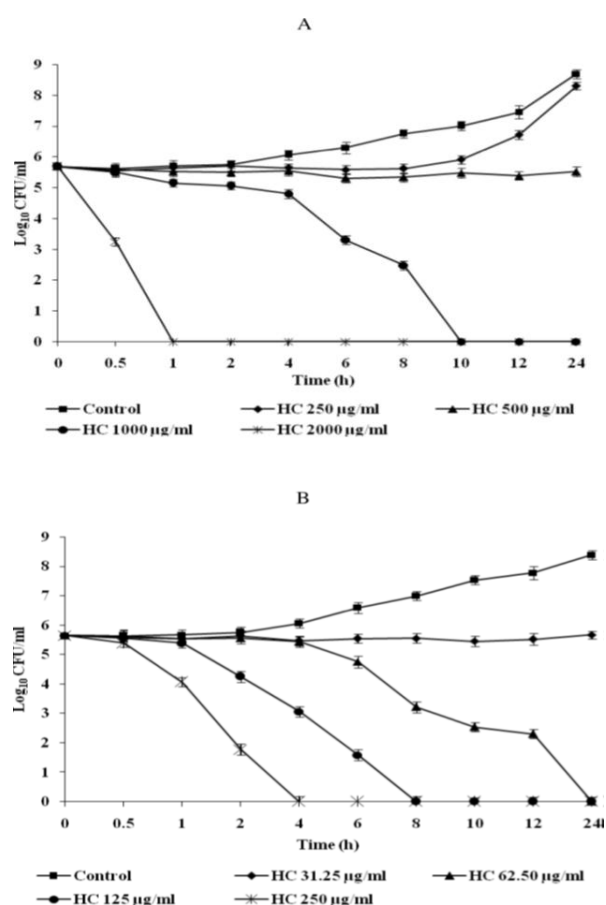 A
9
8
7
6
5
4
3
2
1
0
Log10 CFU/ml
0 0.5 1 2 4 6 8 10 12 24
Time (h)
Control HC 250 µg/ml HC 500 µg/ml
HC 1000 µg/ml HC 2000 µg/ml
B
9
8
7
6
5
4
3
2
1
0
Log10 CFU/ml
0 0.5 1 2 4 6 8 10 12 24h
Time (h)
Control HC 31.25 µg/ml HC 62.50 µg/ml
HC 125 µg/ml HC 250 µg/ml